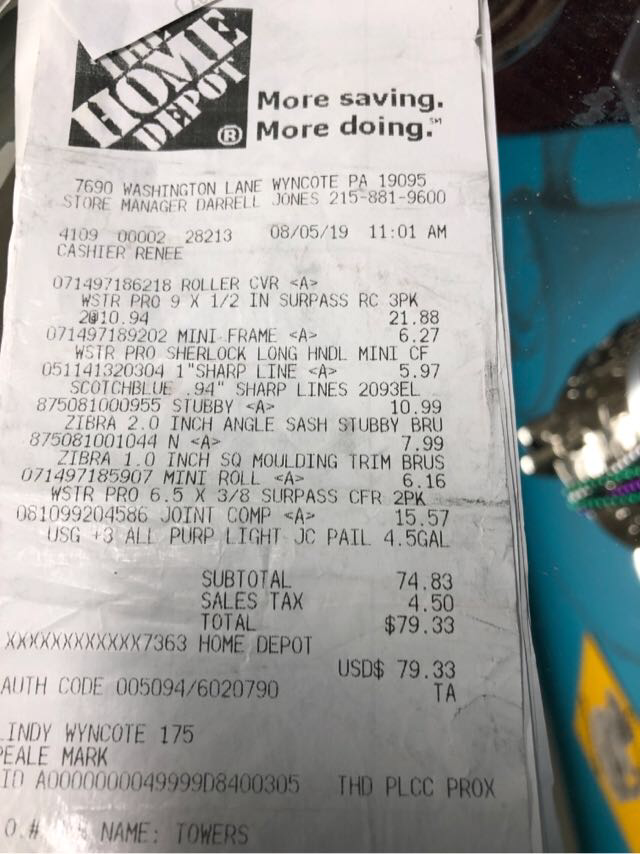 THE
HOME
DEPOT
®
More saving.
More doing.℠
7690 WASHINGTON LANE WYNCOTE PA 19095
STORE MANAGER DARRELL JONES 215-881-9600
4109 00002 28213 08/05/19 11:01 AM
CASHIER RENEE
071497186218 ROLLER CVR <A>
WSTR PRO 9 X 1/2 IN SURPASS RC 3PK
2@10.94 21.88
071497189202 MINI FRAME <A> 6.27
WSTR PRO SHERLOCK LONG HNDL MINI CF
051141320304 1"SHARP LINE <A> 5.97
SCOTCHBLUE .94" SHARP LINES 2093EL
875081000955 STUBBY <A> 10.99
ZIBRA 2.0 INCH ANGLE SASH STUBBY BRU
875081001044 N <A> 7.99
ZIBRA 1.0 INCH SQ MOULDING TRIM BRUS
071497185907 MINI ROLL <A> 6.16
WSTR PRO 6.5 X 3/8 SURPASS CFR 2PK
081099204586 JOINT COMP <A> 15.57
USG +3 ALL PURP LIGHT JC PAIL 4.5GAL
SUBTOTAL 74.83
SALES TAX 4.50
TOTAL $79.33
XXXXXXXXXXXX7363 HOME DEPOT
USD$ 79.33
AUTH CODE 005094/6020790 TA
LINDY WYNCOTE 175
PEALE MARK
ID A0000000049999D8400305 THD PLCC PROX
O.# NAME: TOWERS